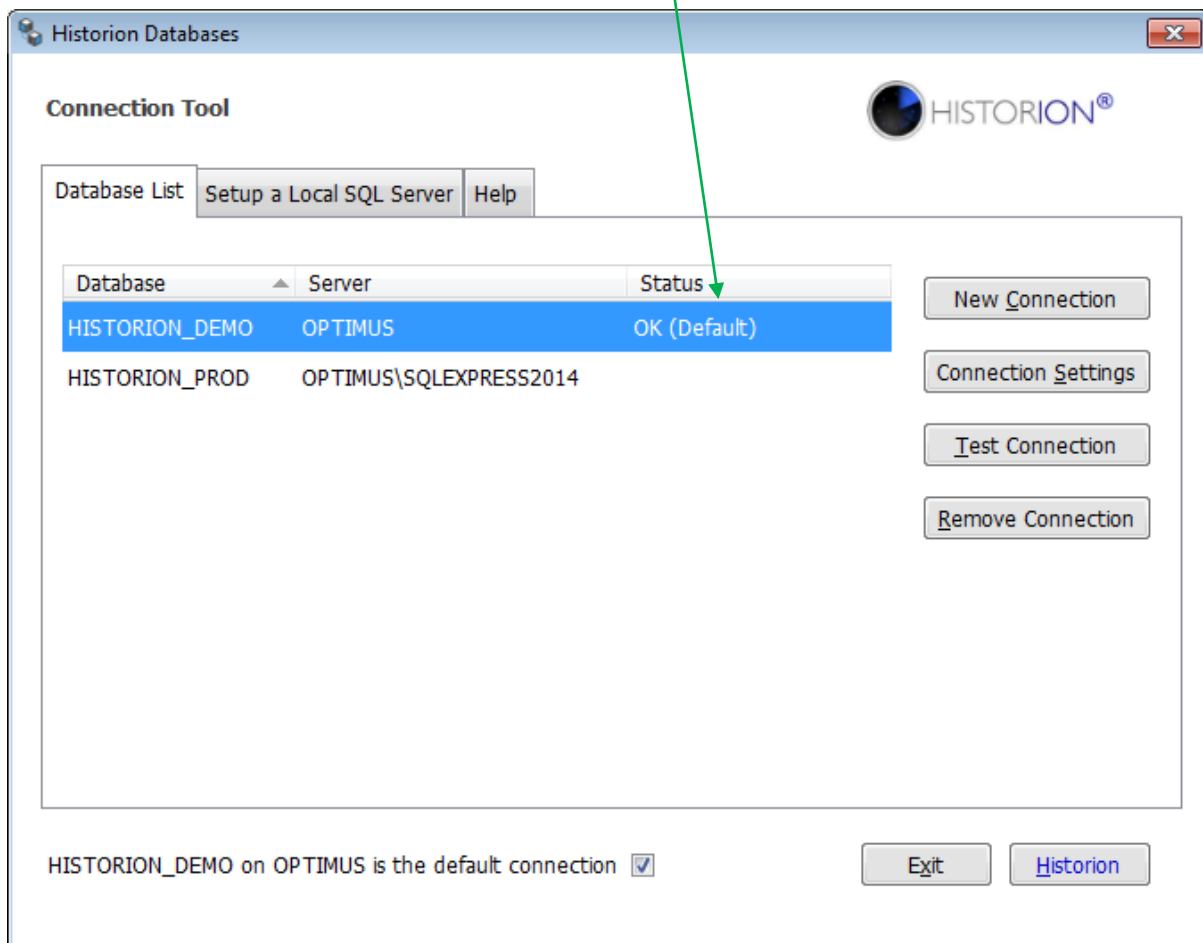 Historion Databases
Connection Tool
HISTORION®
Database List Setup a Local SQL Server Help
Database Server Status
HISTORION_DEMO OPTIMUS OK (Default)
HISTORION_PROD OPTIMUS\SQLEXPRESS2014
New Connection
Connection Settings
Test Connection
Remove Connection
HISTORION_DEMO on OPTIMUS is the default connection
Exit Historion